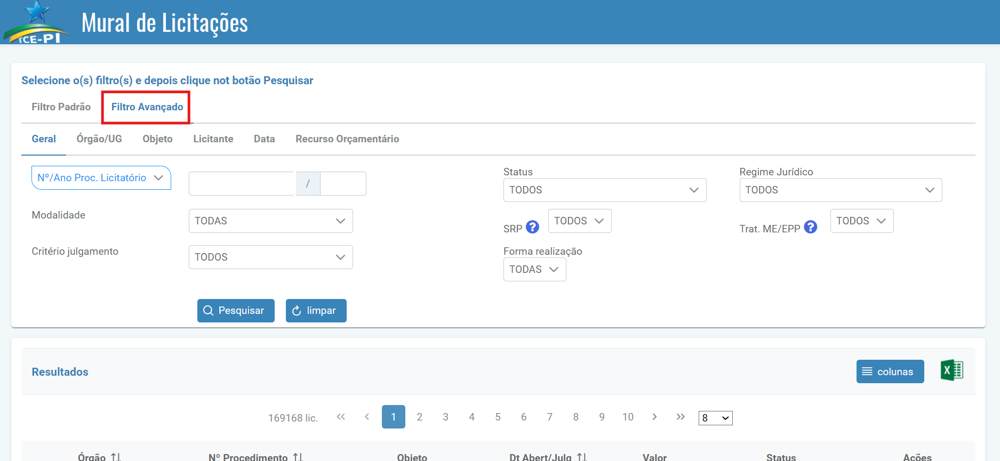 TCE-PI
Mural de Licitações
Selecione o(s) filtro(s) e depois clique not botão Pesquisar
Filtro Padrão Filtro Avançado
Geral Órgão/UG Objeto Licitante Data Recurso Orçamentário
Nº/Ano Proc. Licitatório /
Status
TODOS
Regime Jurídico
TODOS
Modalidade TODAS
SRP ? TODOS
Trat. ME/EPP ? TODOS
Critério julgamento TODOS
Forma realização
TODAS
Pesquisar limpar
Resultados colunas
169168 lic. « ‹ 1 2 3 4 5 6 7 8 9 10 › » 8
Órgão Nº Procedimento Objeto Dt Abert/Julg Valor Status Ações